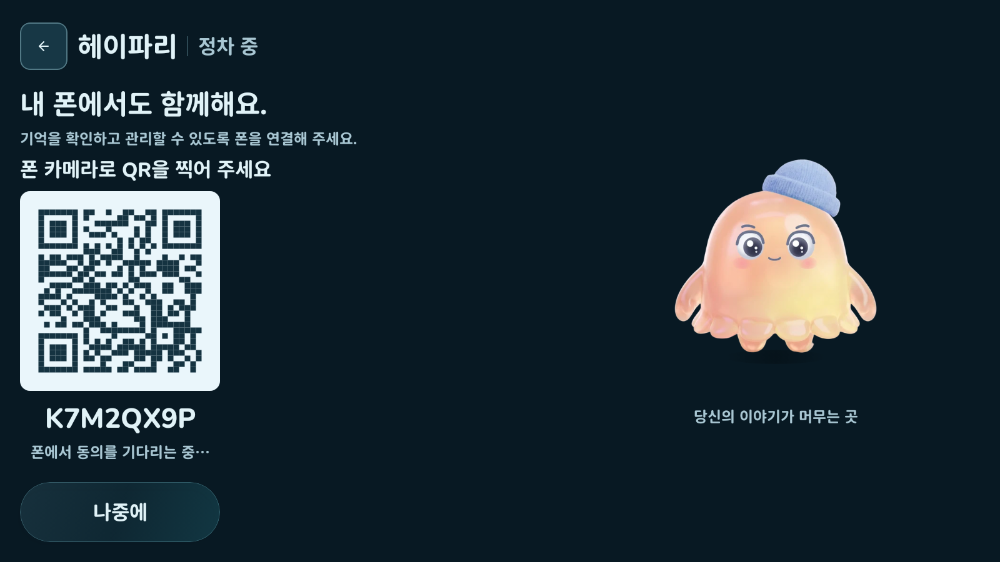 헤이파리
정차 중
내 폰에서도 함께해요.
기억을 확인하고 관리할 수 있도록 폰을 연결해 주세요.
폰 카메라로 QR을 찍어 주세요
K7M2QX9P
폰에서 동의를 기다리는 중…
나중에
당신의 이야기가 머무는 곳